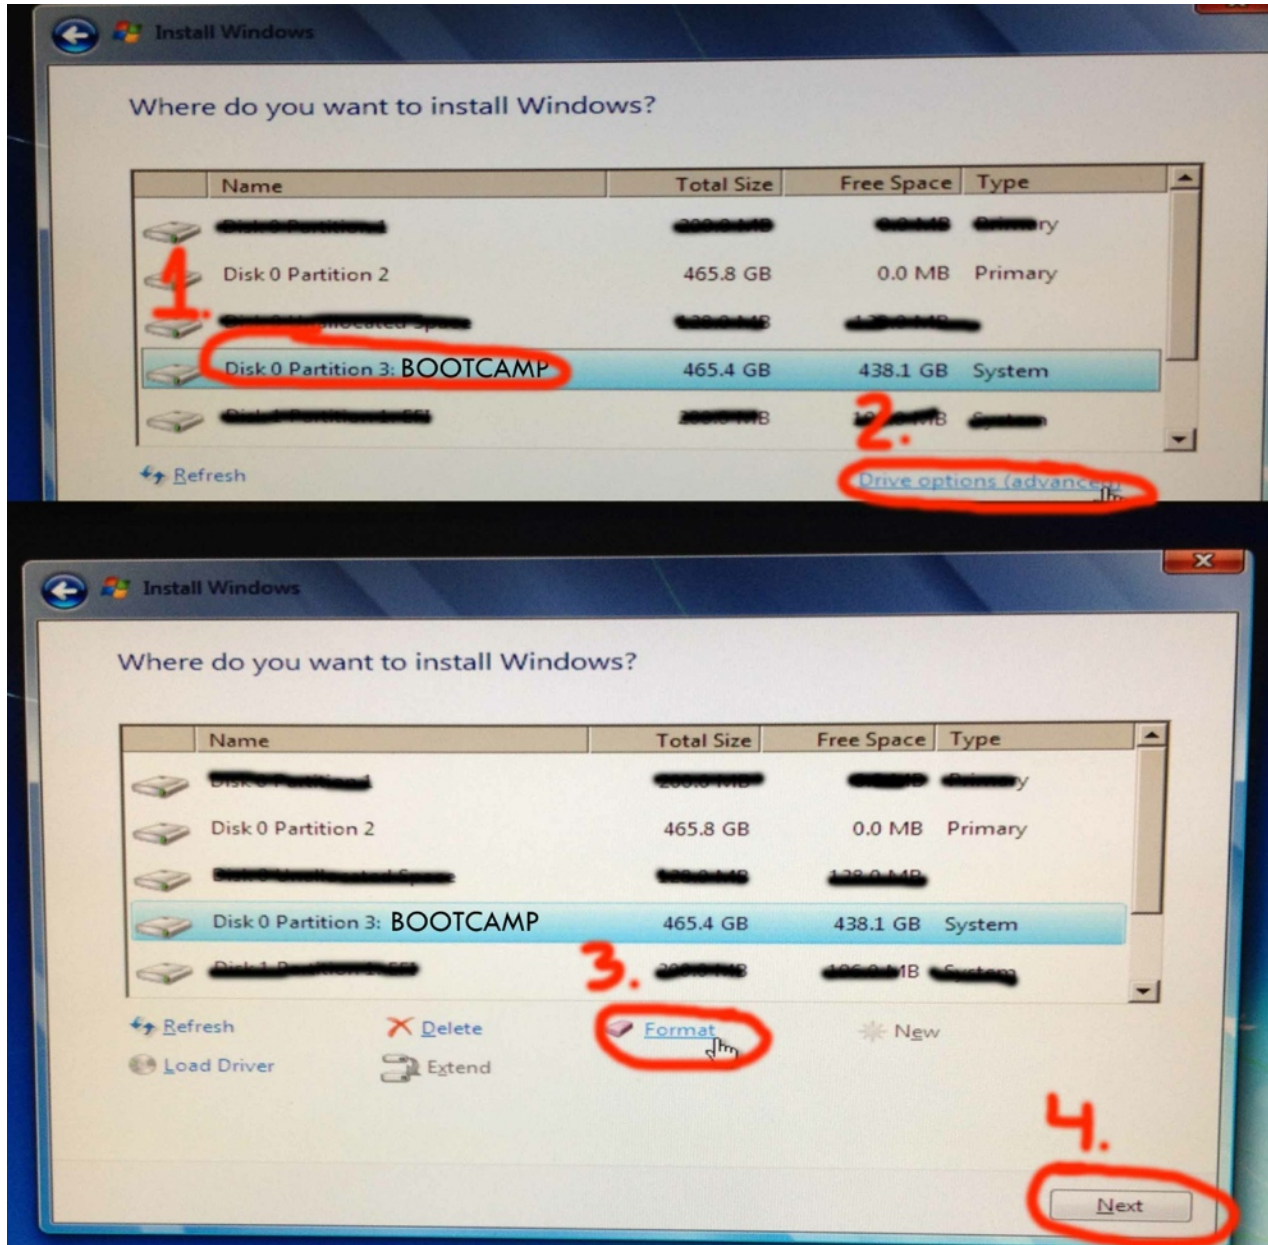 Install Windows
Where do you want to install Windows?
Name Total Size Free Space Type
ry
1.
Disk 0 Partition 2 465.8 GB 0.0 MB Primary
Disk 0 Partition 3: BOOTCAMP 465.4 GB 438.1 GB System
2.
Refresh Drive options (advanced)
Install Windows
Where do you want to install Windows?
Name Total Size Free Space Type
Disk 0 Partition 2 465.8 GB 0.0 MB Primary
Disk 0 Partition 3: BOOTCAMP 465.4 GB 438.1 GB System
3.
Refresh Delete Format New
Load Driver Extend
4.
Next